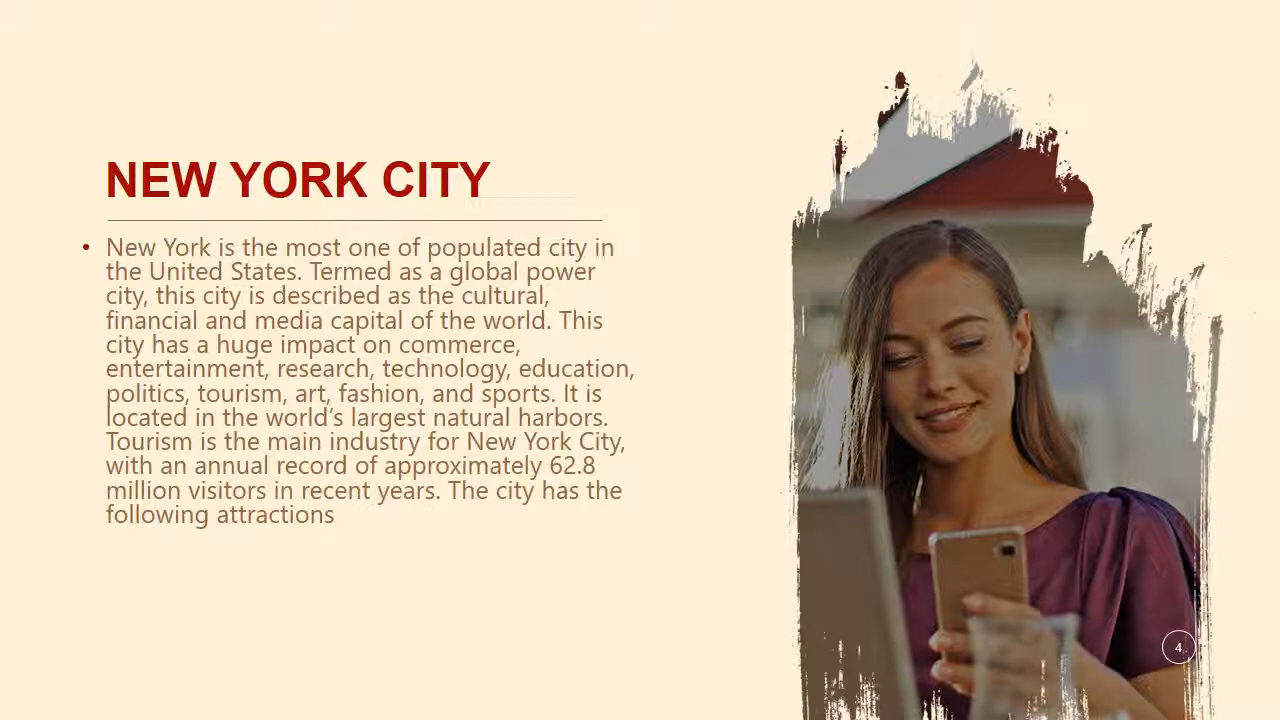 NEW YORK CITY
• New York is the most one of populated city in
the United States. Termed as a global power
city, this city is described as the cultural,
financial and media capital of the world. This
city has a huge impact on commerce,
entertainment, research, technology, education,
politics, tourism, art, fashion, and sports. It is
located in the world’s largest natural harbors.
Tourism is the main industry for New York City,
with an annual record of approximately 62.8
million visitors in recent years. The city has the
following attractions
4